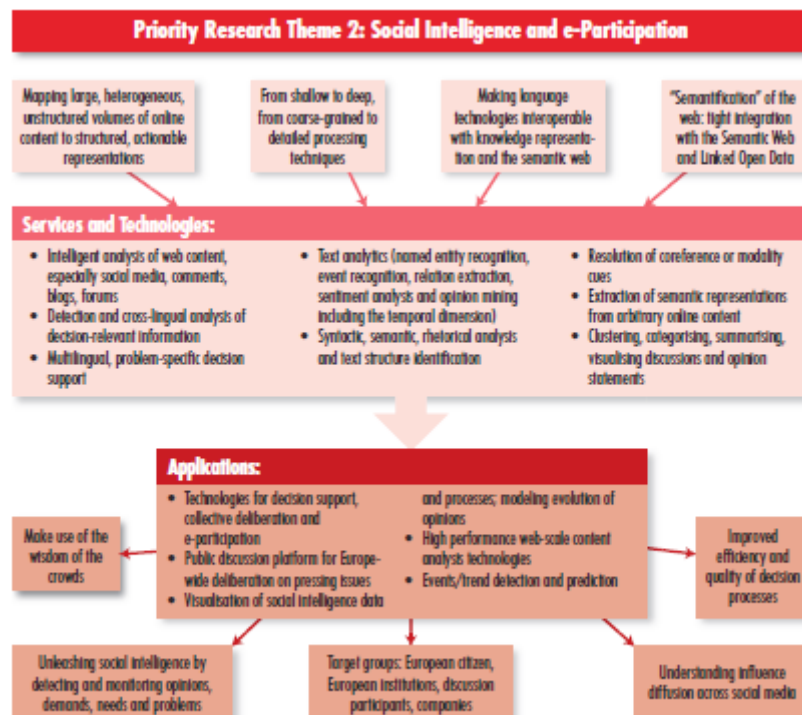 Priority Research Theme 2: Social Intelligence and e-Participation
Mapping large, heterogeneous,
unstructured volumes of online
content to structured, actionable
representations
From shallow to deep,
from coarse-grained to
detailed processing
techniques
Making language
technologies interoperable
with knowledge representa-
tion and the semantic web
"Semantification" of the
web: tight integration
with the Semantic Web
and Linked Open Data
Services and Technologies:
• Intelligent analysis of web content,
especially social media, comments,
blogs, forums
• Detection and cross-lingual analysis of
decision-relevant information
• Multilingual, problem-specific decision
support
• Text analytics (named entity recognition,
event recognition, relation extraction,
sentiment analysis and opinion mining
including the temporal dimension)
• Syntactic, semantic, rhetorical analysis
and text structure identification
• Resolution of coreference or modality
cues
• Extraction of semantic representations
from arbitrary online content
• Clustering, categorising, summarising,
visualising discussions and opinion
statements
Applications:
• Technologies for decision support,
collective deliberation and
e-participation
• Public discussion platform for Europe-
wide deliberation on pressing issues
• Visualisation of social intelligence data
and processes; modeling evolution of
opinions
• High performance web-scale content
analysis technologies
• Events/trend detection and prediction
Make use of the
wisdom of the
crowds
Improved
efficiency and
quality of decision
processes
Unleashing social intelligence by
detecting and monitoring opinions,
demands, needs and problems
Target groups: European citizen,
European institutions, discussion
participants, companies
Understanding influence
diffusion across social media